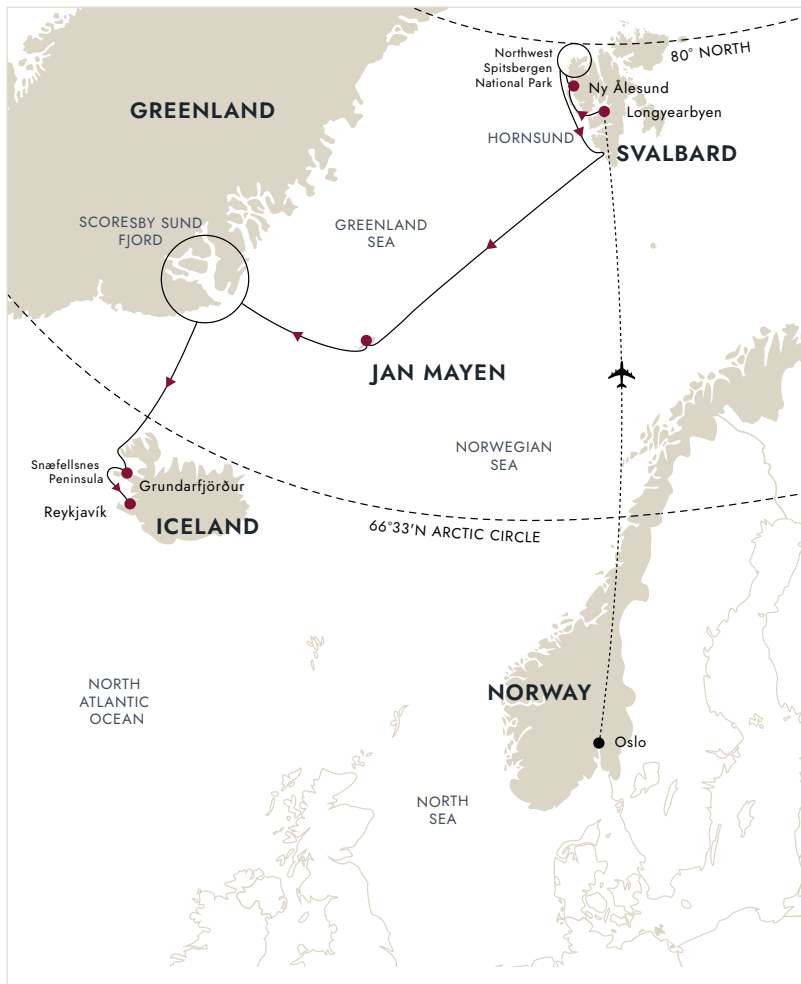 80° NORTH
Northwest
Spitsbergen
National Park
Ny Ålesund
Longyearbyen
GREENLAND
HORNSUND
SVALBARD
SCORESBY SUND
FJORD
GREENLAND
SEA
JAN MAYEN
NORWEGIAN
SEA
Snæfellsnes
Peninsula
Grundarfjörður
Reykjavík
ICELAND
66°33'N ARCTIC CIRCLE
NORTH
ATLANTIC
OCEAN
NORWAY
Oslo
NORTH
SEA